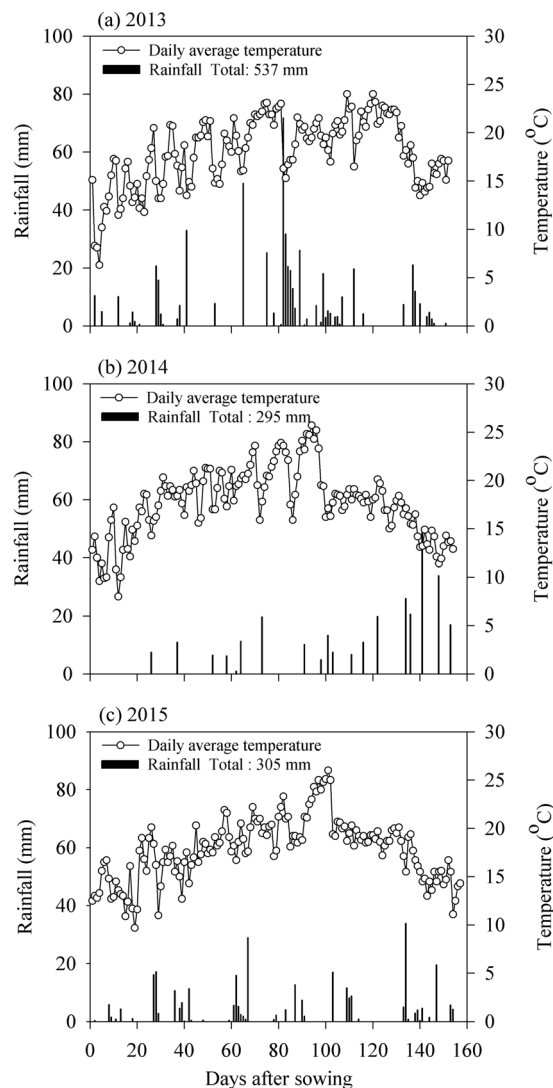 (a) 2013
Daily average temperature
Rainfall Total: 537 mm
100
80
60
40
20
0
Rainfall (mm)
30
25
20
15
10
5
0
Temperature (°C)
(b) 2014
Daily average temperature
Rainfall Total : 295 mm
100
80
60
40
20
0
Rainfall (mm)
30
25
20
15
10
5
0
Temperature (°C)
(c) 2015
Daily average temperature
Rainfall Total : 305 mm
100
80
60
40
20
0
Rainfall (mm)
30
25
20
15
10
5
0
Temperature (°C)
0 20 40 60 80 100 120 140 160
Days after sowing